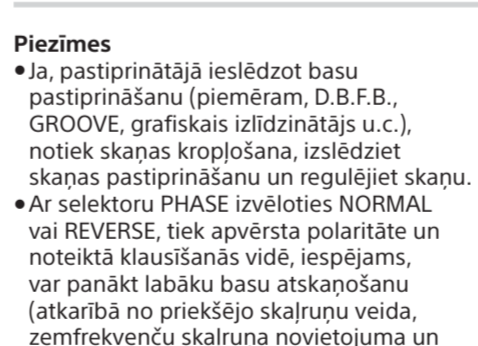 Piezīmes
•Ja, pastiprinātājā ieslēdzot basu
pastiprināšanu (piemēram, D.B.F.B.,
GROOVE, grafiskais izlīdzinātājs u.c.),
notiek skaņas kropļošana, izslēdziet
skaņas pastiprināšanu un regulējiet skaņu.
•Ar selektoru PHASE izvēloties NORMAL
vai REVERSE, tiek apvērsta polaritāte un
noteiktā klausīšanās vidē, iespējams,
var panākt labāku basu atskaņošanu
(atkarībā no priekšējo skaļruņu veida,
zemfrekvenču skaļruņa novietojuma un